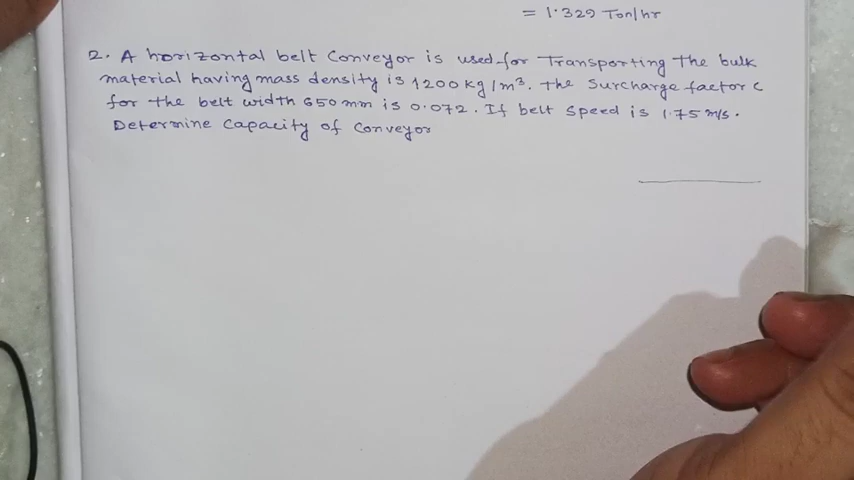 = 1.329 Ton/hr
2. A horizontal belt Conveyor is used for Transporting The bulk
material having mass density is 1200 kg/m³. The Surcharge factor C
for the belt width 650 mm is 0.072. If belt Speed is 1.75 m/s.
Determine Capacity of Conveyor